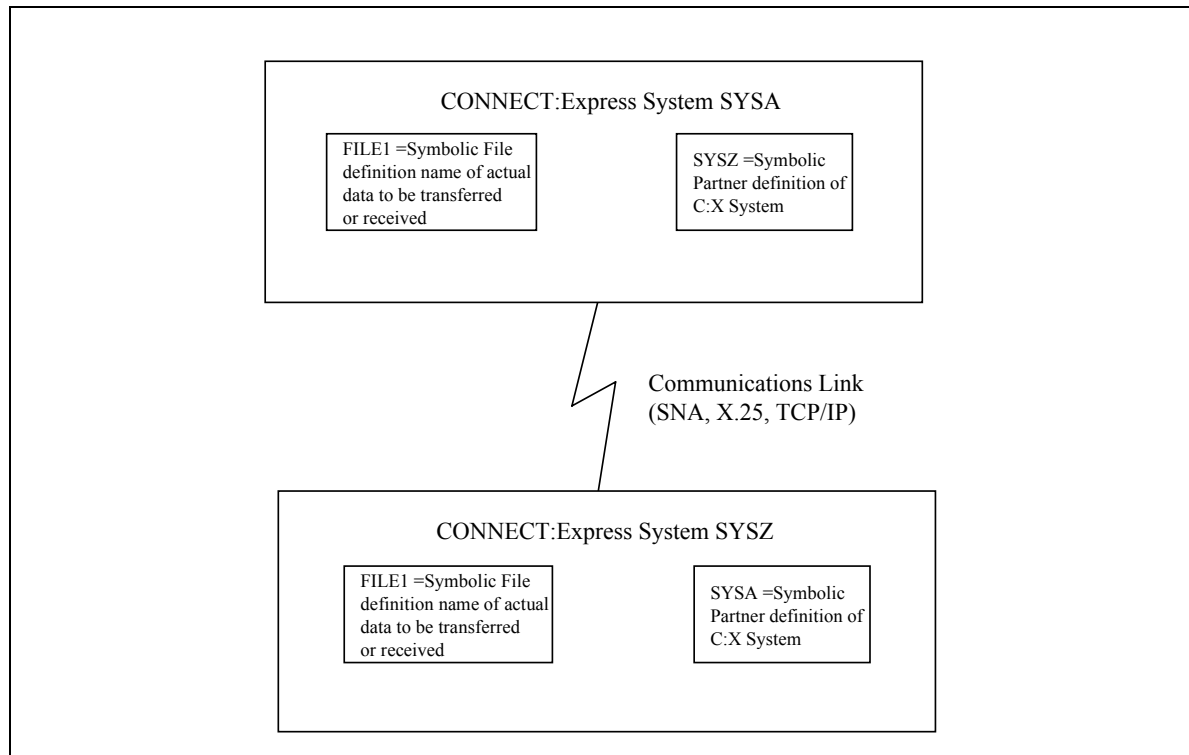 CONNECT:Express System SYSA
FILE1 =Symbolic File
definition name of actual
data to be transferred
or received
SYSZ =Symbolic
Partner definition of
C:X System
Communications Link
(SNA, X.25, TCP/IP)
CONNECT:Express System SYSZ
FILE1 =Symbolic File
definition name of actual
data to be transferred
or received
SYSA =Symbolic
Partner definition of
C:X System